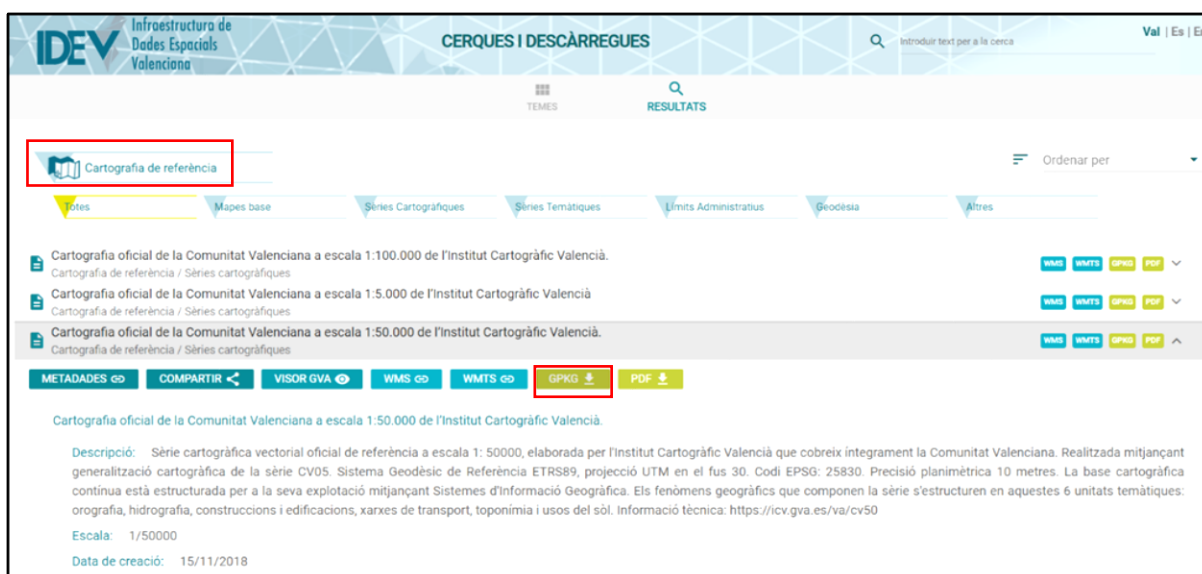 IDEV Infraestructura de
Dades Espacials
Valenciana
CERQUES I DESCÀRREGUES
Introduir text per a la cerca
Val | Es | En
TEMES
RESULTATS
Cartografia de referència
Ordenar per
Totes
Mapes base
Sèries Cartogràfiques
Sèries Temàtiques
Límits Administratius
Geodèsia
Altres
Cartografia oficial de la Comunitat Valenciana a escala 1:100.000 de l'Institut Cartogràfic Valencià.
Cartografia de referència / Sèries cartogràfiques
WMS WMTS GPKG PDF
Cartografia oficial de la Comunitat Valenciana a escala 1:5.000 de l'Institut Cartogràfic Valencià
Cartografia de referència / Sèries cartogràfiques
WMS WMTS GPKG PDF
Cartografia oficial de la Comunitat Valenciana a escala 1:50.000 de l'Institut Cartogràfic Valencià.
Cartografia de referència / Sèries cartogràfiques
WMS WMTS GPKG PDF
METADADES COMPARTIR VISOR GVA WMS WMTS GPKG PDF
Cartografia oficial de la Comunitat Valenciana a escala 1:50.000 de l'Institut Cartogràfic Valencià.
Descripció: Sèrie cartogràfica vectorial oficial de referència a escala 1: 50000, elaborada per l'Institut Cartogràfic Valencià que cobreix íntegrament la Comunitat Valenciana. Realitzada mitjançant
generalització cartogràfica de la sèrie CV05. Sistema Geodèsic de Referència ETRS89, projecció UTM en el fus 30. Codi EPSG: 25830. Precisió planimètrica 10 metres. La base cartogràfica
contínua està estructurada per a la seva explotació mitjançant Sistemes d'Informació Geogràfica. Els fenòmens geogràfics que componen la sèrie s'estructuren en aquestes 6 unitats temàtiques:
orografia, hidrografia, construccions i edificacions, xarxes de transport, toponímia i usos del sòl. Informació tècnica: https://icv.gva.es/va/cv50
Escala: 1/50000
Data de creació: 15/11/2018